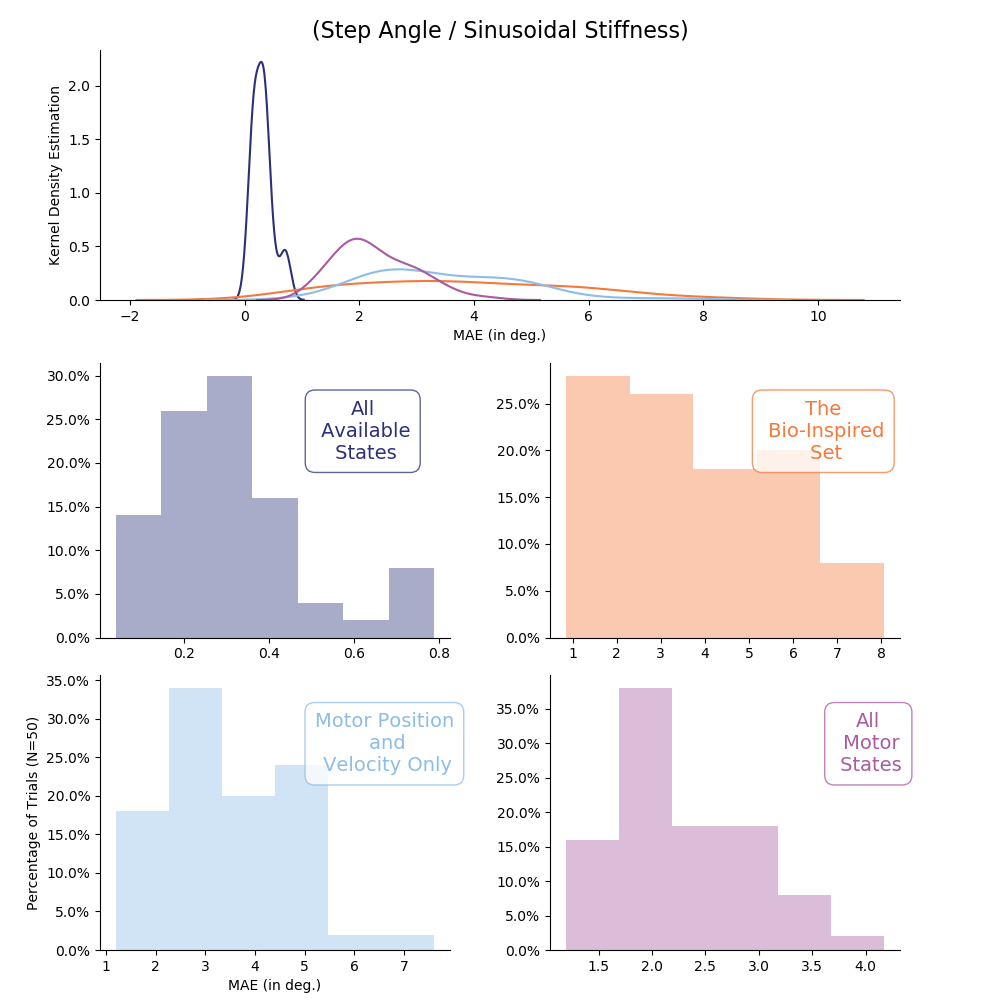 (Step Angle / Sinusoidal Stiffness)
Kernel Density Estimation
2.0
1.5
1.0
0.5
0.0
−2 0 2 4 6 8 10
MAE (in deg.)
30.0%
25.0%
20.0%
15.0%
10.0%
5.0%
0.0%
0.2 0.4 0.6 0.8
All
Available
States
25.0%
20.0%
15.0%
10.0%
5.0%
0.0%
1 2 3 4 5 6 7 8
The
Bio-Inspired
Set
Percentage of Trials (N=50)
35.0%
30.0%
25.0%
20.0%
15.0%
10.0%
5.0%
0.0%
1 2 3 4 5 6 7
MAE (in deg.)
Motor Position
and
Velocity Only
35.0%
30.0%
25.0%
20.0%
15.0%
10.0%
5.0%
0.0%
1.5 2.0 2.5 3.0 3.5 4.0
All
Motor
States